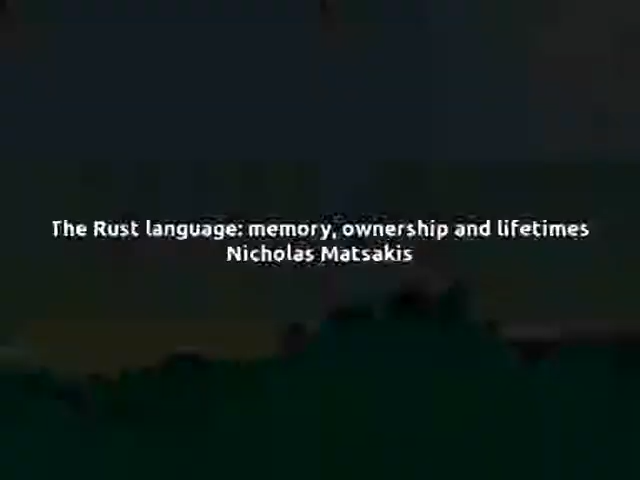 The Rust language: memory, ownership and lifetimes
Nicholas Matsakis